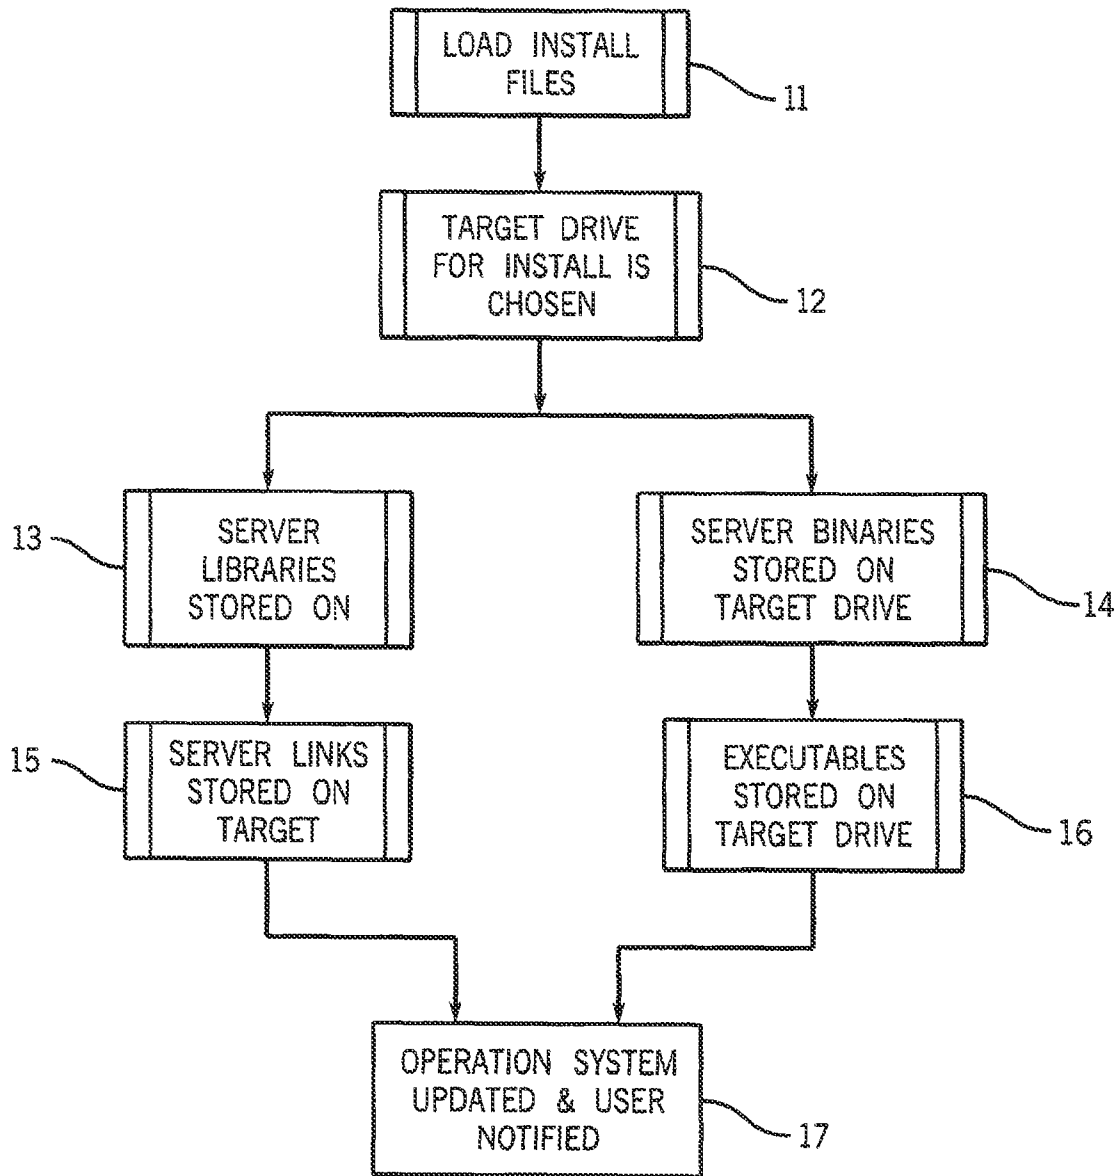 LOAD INSTALL
FILES
11
TARGET DRIVE
FOR INSTALL IS
CHOSEN
12
13
SERVER
LIBRARIES
STORED ON
SERVER BINARIES
STORED ON
TARGET DRIVE
14
15
SERVER LINKS
STORED ON
TARGET
EXECUTABLES
STORED ON
TARGET DRIVE
16
OPERATION SYSTEM
UPDATED & USER
NOTIFIED
17